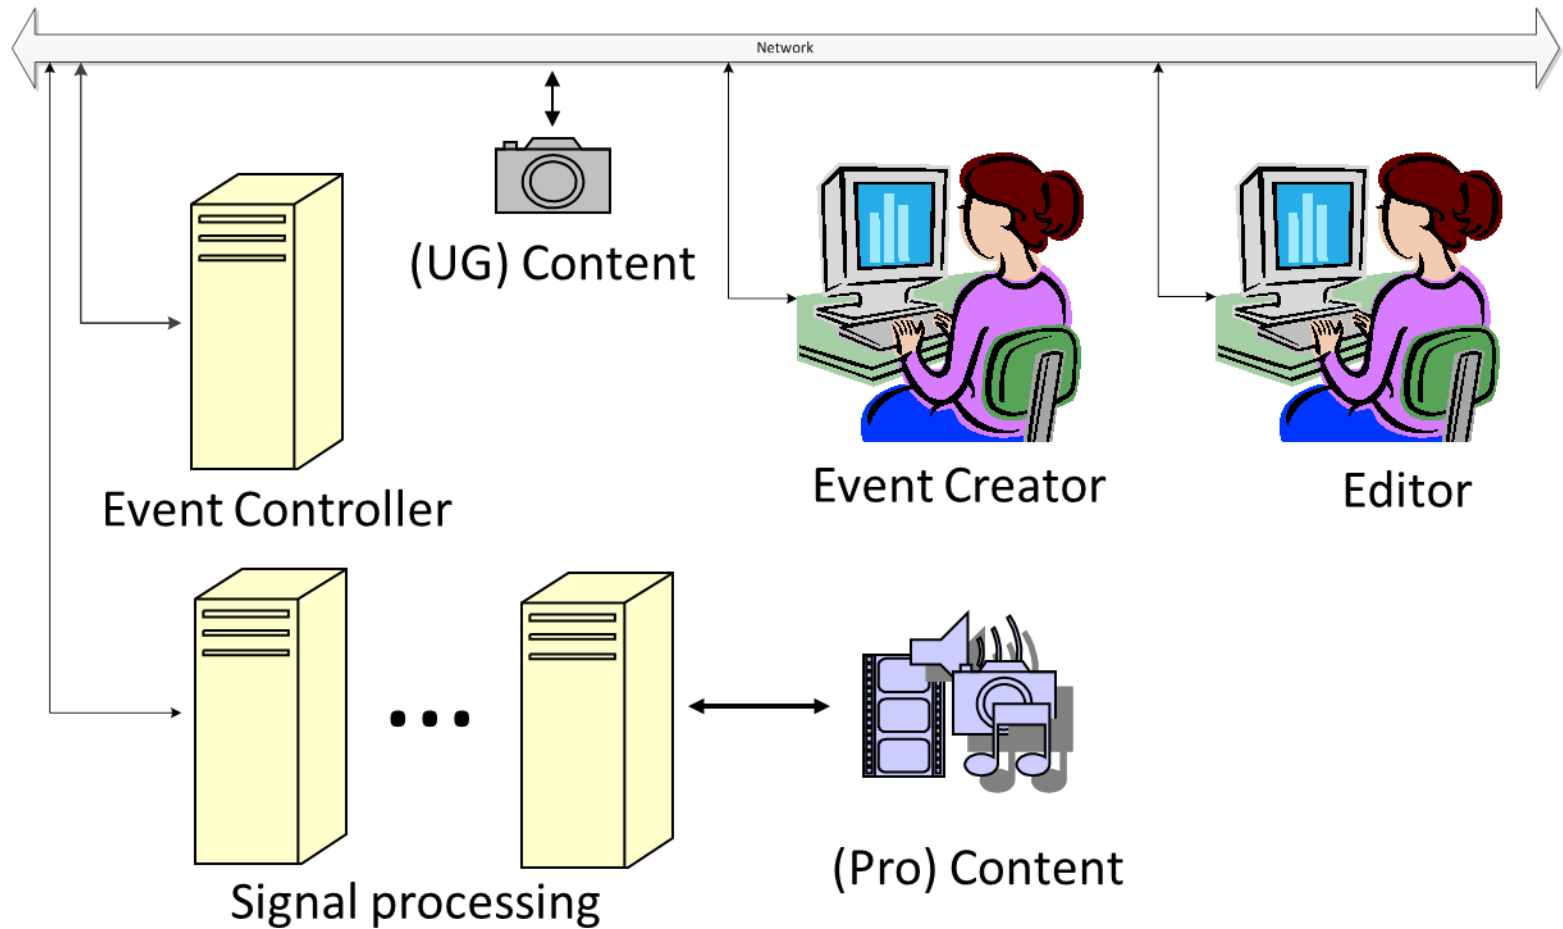 Network
(UG) Content
Event Controller
Event Creator
Editor
Signal processing
(Pro) Content